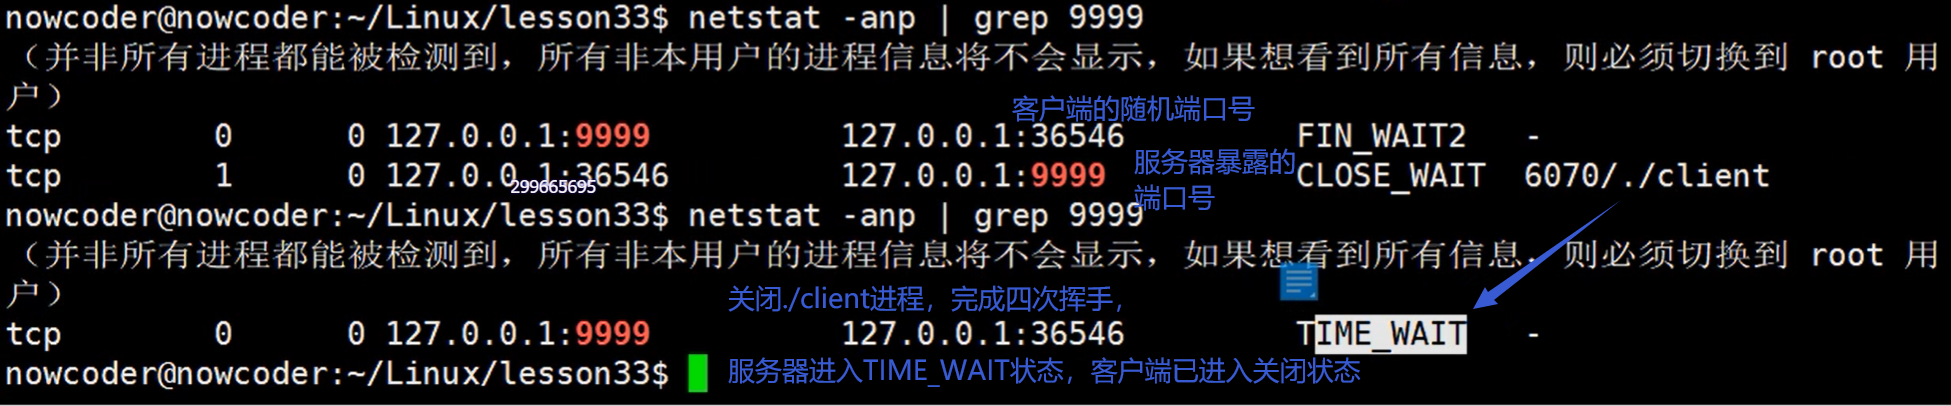 nowcoder@nowcoder:~/Linux/lesson33$ netstat -anp | grep 9999
（并非所有进程都能被检测到，所有非本用户的进程信息将不会显示，如果想看到所有信息，则必须切换到 root 用
户）
客户端的随机端口号
tcp 0 0 127.0.0.1:9999 127.0.0.1:36546 FIN_WAIT2 -
服务器暴露的
端口号
tcp 1 0 127.0.0.1:36546 127.0.0.1:9999 CLOSE_WAIT 6070/./client
299665695
nowcoder@nowcoder:~/Linux/lesson33$ netstat -anp | grep 9999
（并非所有进程都能被检测到，所有非本用户的进程信息将不会显示，如果想看到所有信息，则必须切换到 root 用
户）
关闭./client进程，完成四次挥手，
tcp 0 0 127.0.0.1:9999 127.0.0.1:36546 TIME_WAIT -
nowcoder@nowcoder:~/Linux/lesson33$
服务器进入TIME_WAIT状态，客户端已进入关闭状态